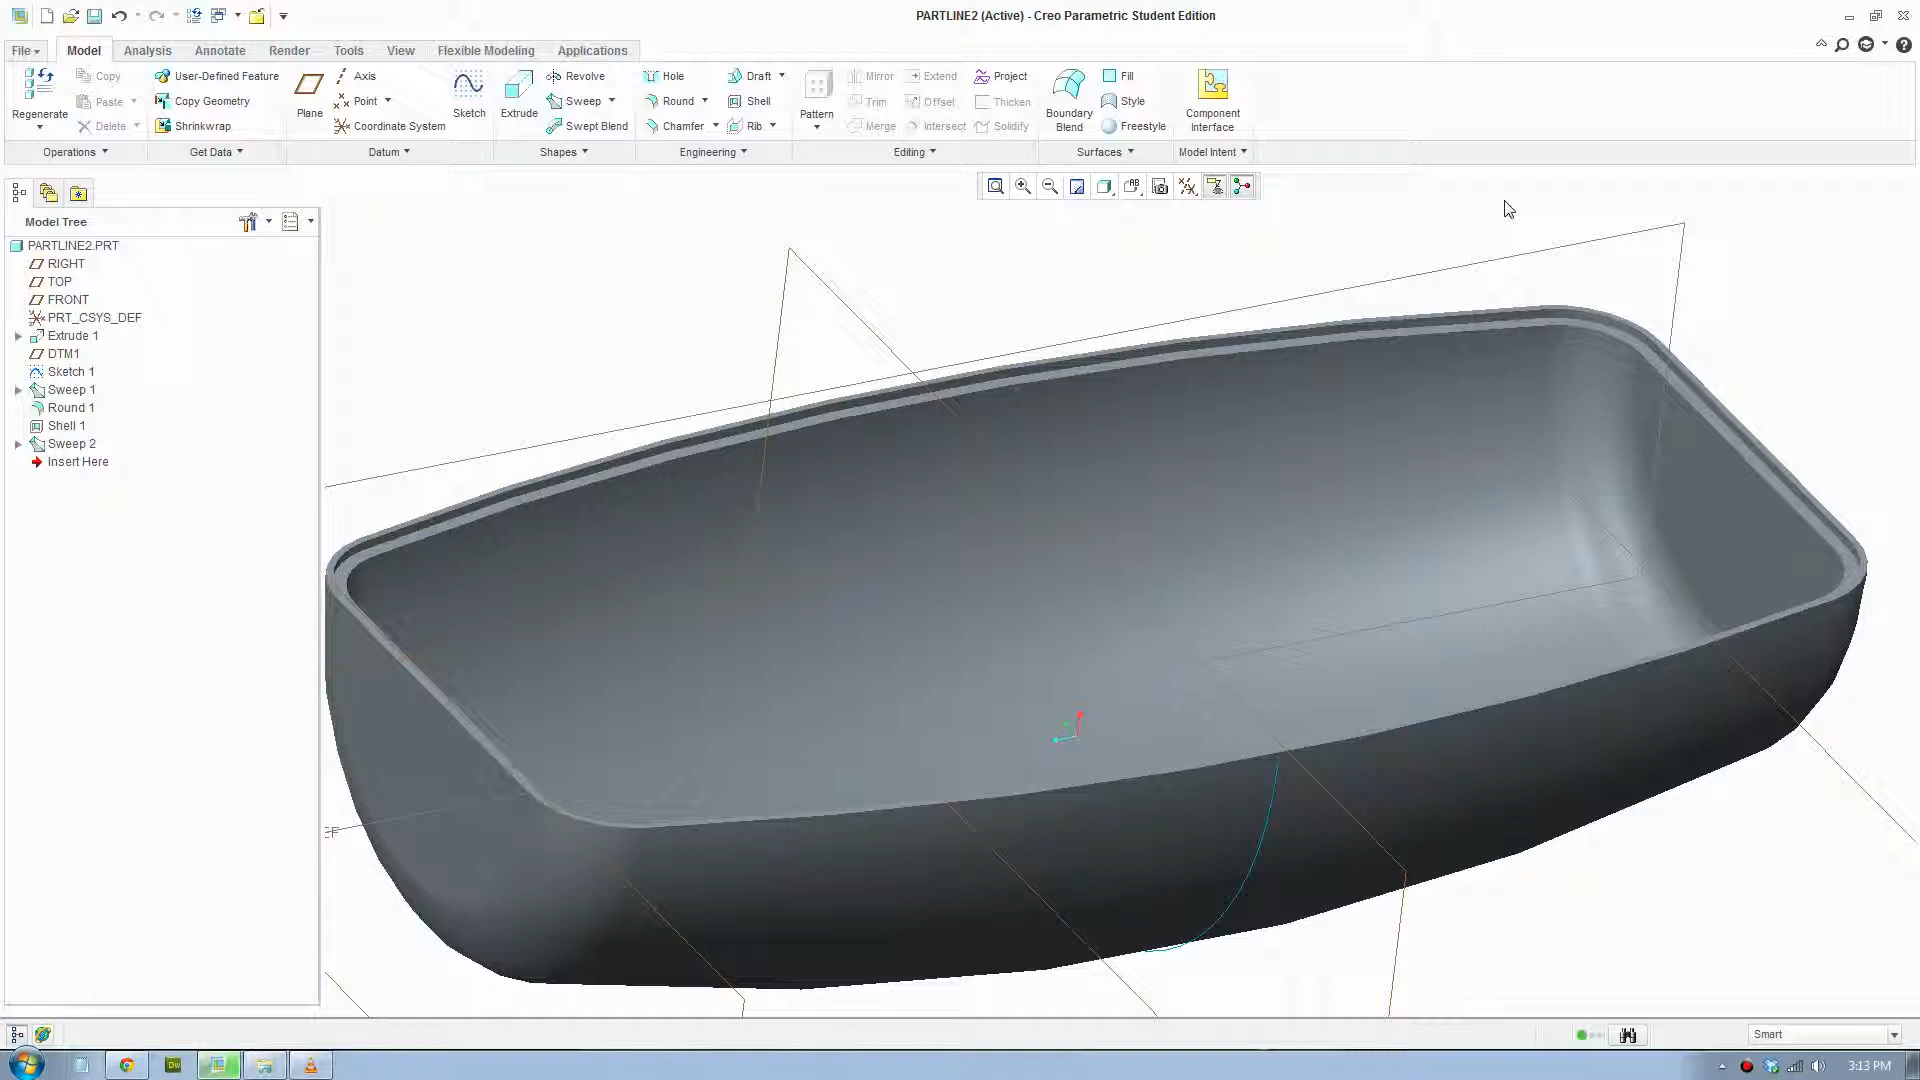 PARTLINE2 (Active) - Creo Parametric Student Edition
File Model Analysis Annotate Render Tools View Flexible Modeling Applications
Regenerate
Copy
Paste
Delete
Operations
User-Defined Feature
Copy Geometry
Shrinkwrap
Get Data
Plane
Axis
Point
Coordinate System
Sketch
Datum
Extrude
Revolve
Sweep
Swept Blend
Shapes
Hole
Round
Chamfer
Draft
Shell
Rib
Engineering
Pattern
Mirror
Trim
Merge
Extend
Offset
Intersect
Project
Thicken
Solidify
Editing
Boundary
Blend
Fill
Style
Freestyle
Surfaces
Component
Interface
Model Intent
Model Tree
PARTLINE2.PRT
RIGHT
TOP
FRONT
PRT_CSYS_DEF
Extrude 1
DTM1
Sketch 1
Sweep 1
Round 1
Shell 1
Sweep 2
Insert Here
Smart
Dw
3:13 PM